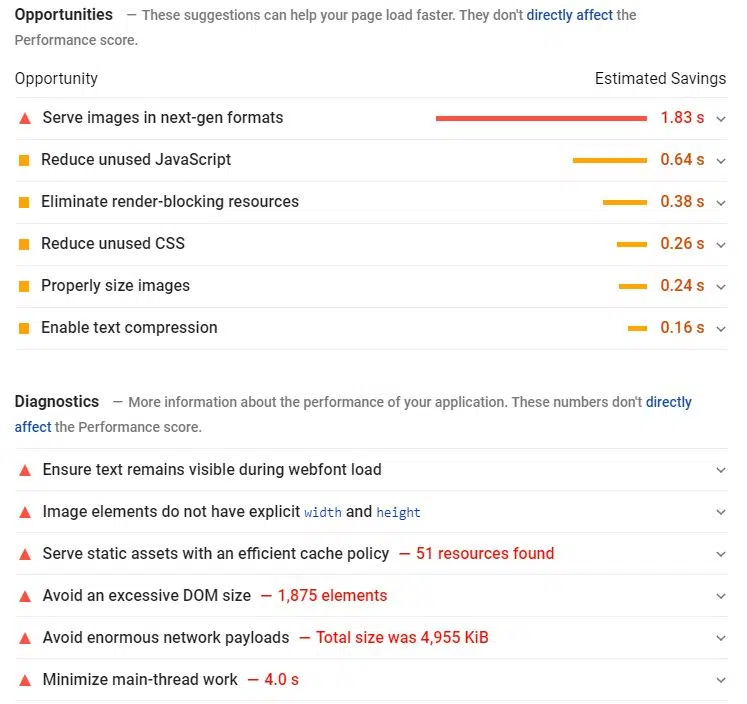 Opportunities — These suggestions can help your page load faster. They don't directly affect the
Performance score.
Opportunity Estimated Savings
Serve images in next-gen formats 1.83 s
Reduce unused JavaScript 0.64 s
Eliminate render-blocking resources 0.38 s
Reduce unused CSS 0.26 s
Properly size images 0.24 s
Enable text compression 0.16 s
Diagnostics — More information about the performance of your application. These numbers don't directly
affect the Performance score.
Ensure text remains visible during webfont load
Image elements do not have explicit width and height
Serve static assets with an efficient cache policy — 51 resources found
Avoid an excessive DOM size — 1,875 elements
Avoid enormous network payloads — Total size was 4,955 KiB
Minimize main-thread work — 4.0 s